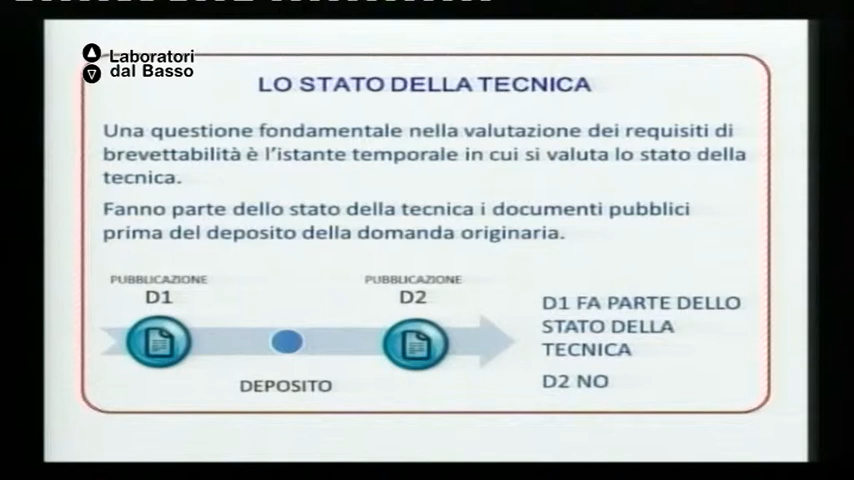 Laboratori
dal Basso
LO STATO DELLA TECNICA
Una questione fondamentale nella valutazione dei requisiti di
brevettabilità è l'istante temporale in cui si valuta lo stato della
tecnica.
Fanno parte dello stato della tecnica i documenti pubblici
prima del deposito della domanda originaria.
PUBBLICAZIONE
D1
PUBBLICAZIONE
D2
DEPOSITO
D1 FA PARTE DELLO
STATO DELLA
TECNICA
D2 NO